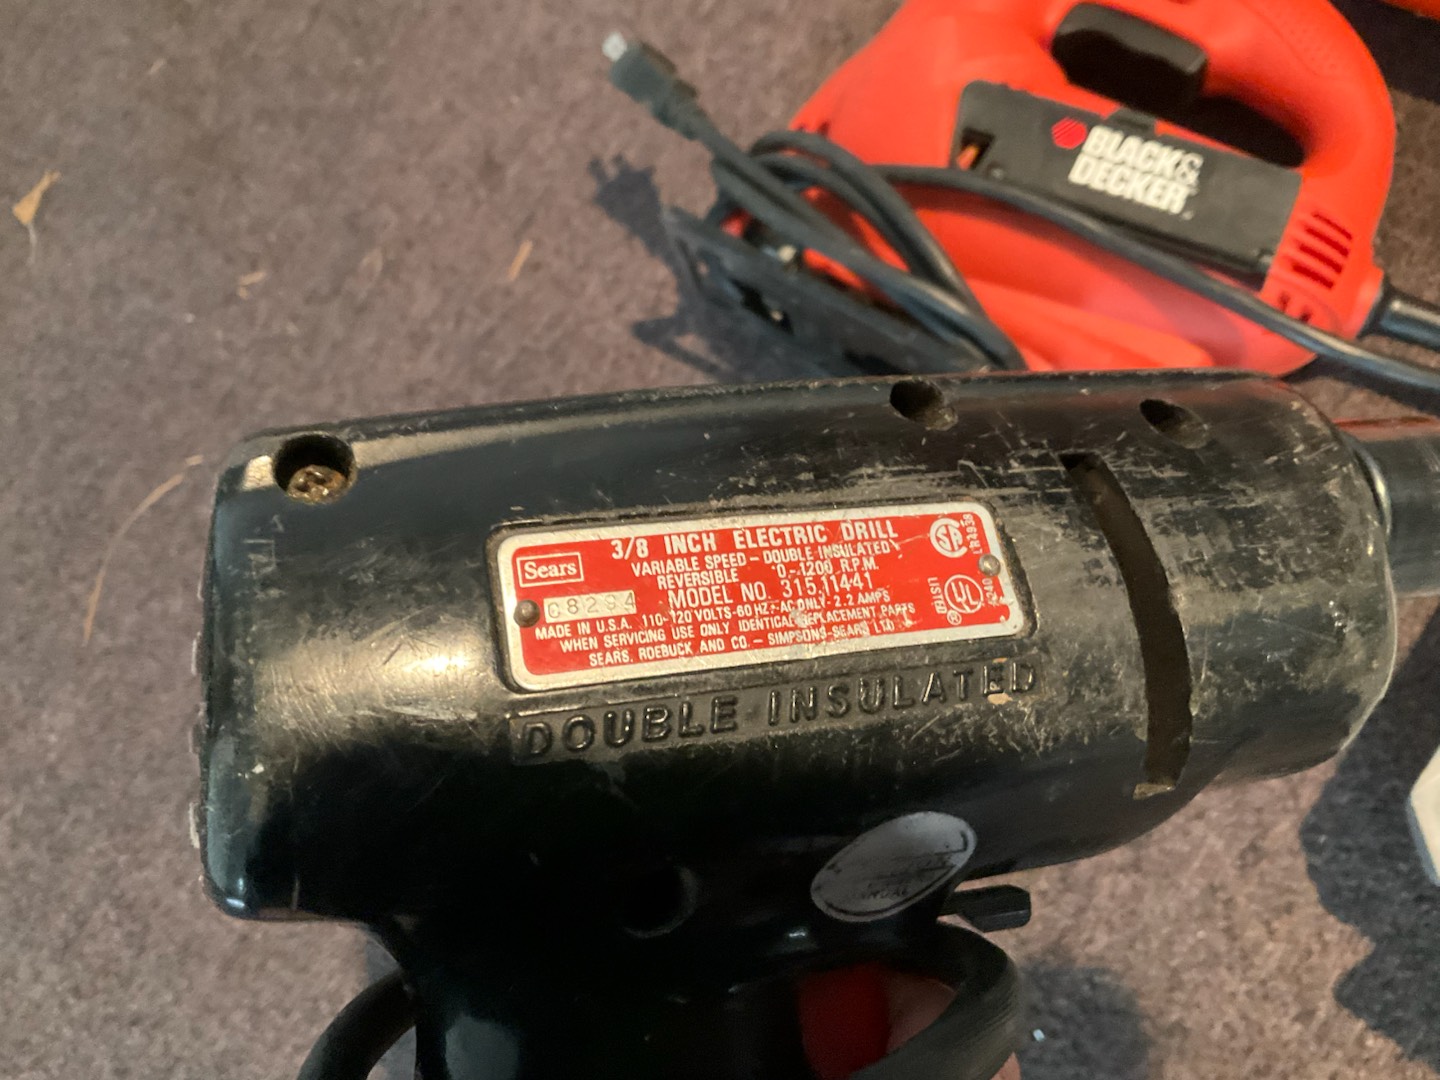 BLACK&
DECKER
Sears
3/8 INCH ELECTRIC DRILL
VARIABLE SPEED - DOUBLE INSULATED
REVERSIBLE 0-1200 R.P.M.
MODEL NO. 315.11441
C8294
MADE IN U.S.A. 110-120 VOLTS-60 HZ.-AC ONLY-2.2 AMPS
WHEN SERVICING USE ONLY IDENTICAL REPLACEMENT PARTS
SEARS, ROEBUCK AND CO. - SIMPSONS-SEARS LTD.
LR4938
LISTED
UL
®
DOUBLE INSULATED